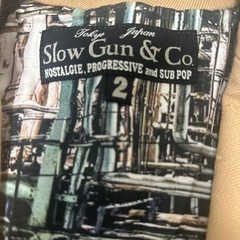 Tokyo Japan
Slow Gun & Co.
NOSTALGIE, PROGRESSIVE and SUB POP
2